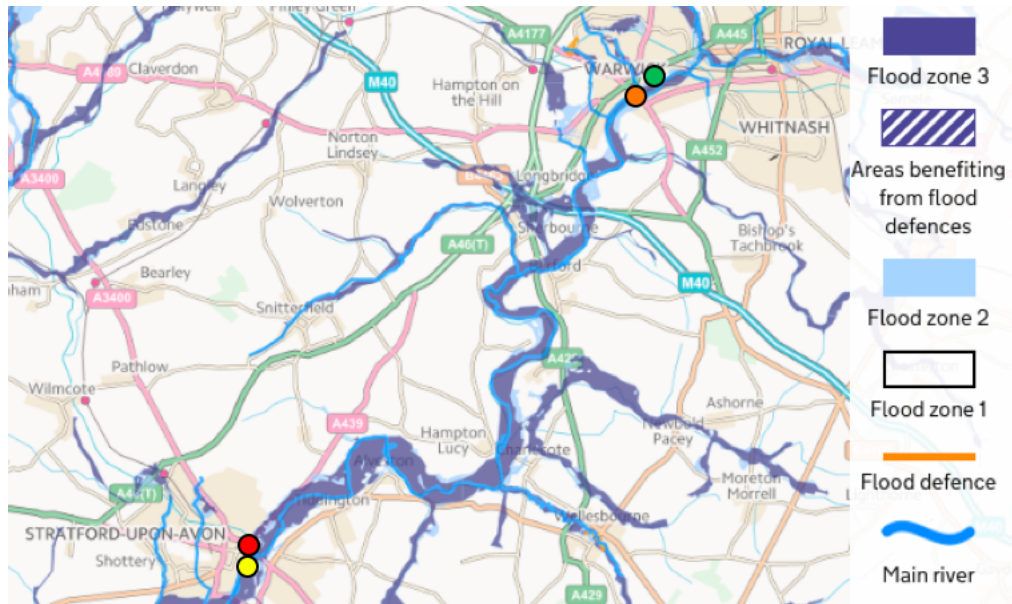 Finley Green
A4177
A445
ROYAL LEAM
Flood zone 3
Claverdon
M40
Hampton on
the Hill
WARWICK
Areas benefiting
from flood
defences
Norton
Lindsey
WHITNASH
A452
A3400
Langley
Longbridge
Wolverton
Edstone
Sherbourne
Bishop's
Tachbrook
A46(T)
Barford
Flood zone 2
Bearley
M40
A3400
Snitterfield
Pathlow
Flood zone 1
Wilmcote
Ashorne
A439
Hampton
Lucy
Newbold
Pacey
Charlecote
Alveston
Flood defence
Moreton
Morrell
Tiddington
Wellesbourne
STRATFORD-UPON-AVON
Shottery
Main river
A429